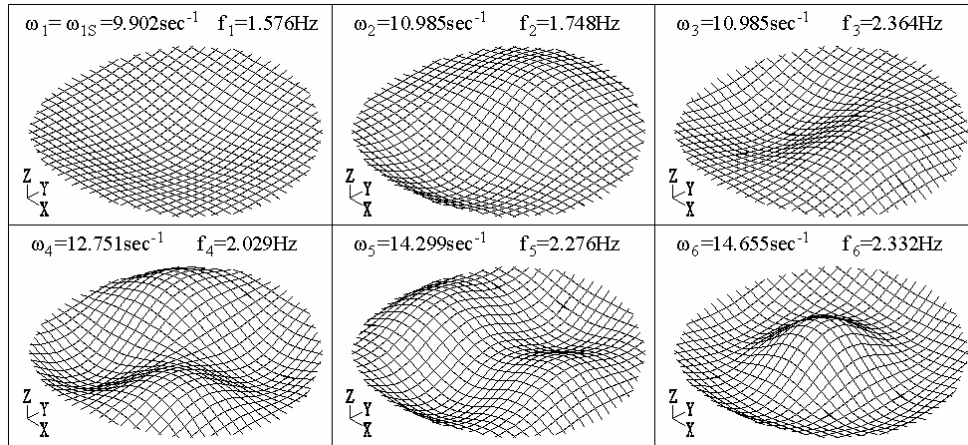 ω₁= ω₁S =9.902sec⁻¹ f₁=1.576Hz
ω₂=10.985sec⁻¹ f₂=1.748Hz
ω₃=10.985sec⁻¹ f₃=2.364Hz
Z
Y
X
Z
Y
X
Z
Y
X
ω₄=12.751sec⁻¹ f₄=2.029Hz
ω₅=14.299sec⁻¹ f₅=2.276Hz
ω₆=14.655sec⁻¹ f₆=2.332Hz
Z
Y
X
Z
Y
X
Z
Y
X